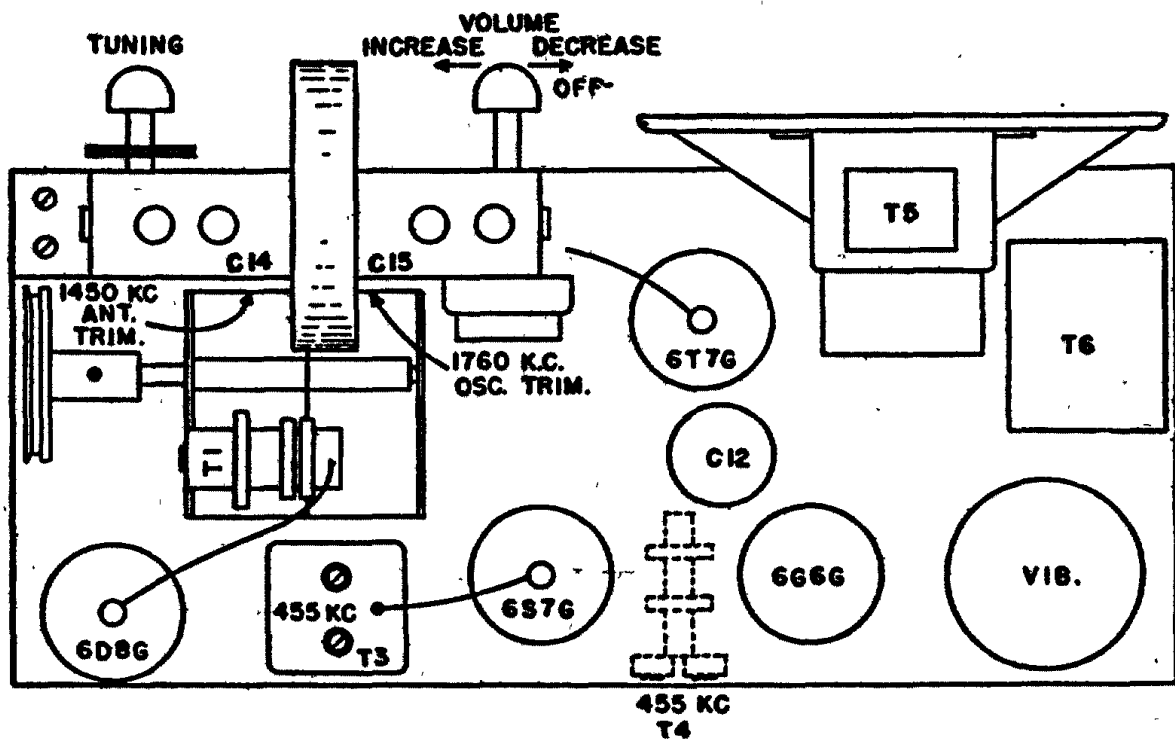 VOLUME
TUNING
INCREASE DECREASE
OFF
T5
C14 C15
1450 KC
ANT.
TRIM.
6T7G
T6
1760 K.C.
OSC. TRIM.
C12
T1
6G6G
VIB.
455 KC
6S7G
6D8G
T3
455 KC
T4